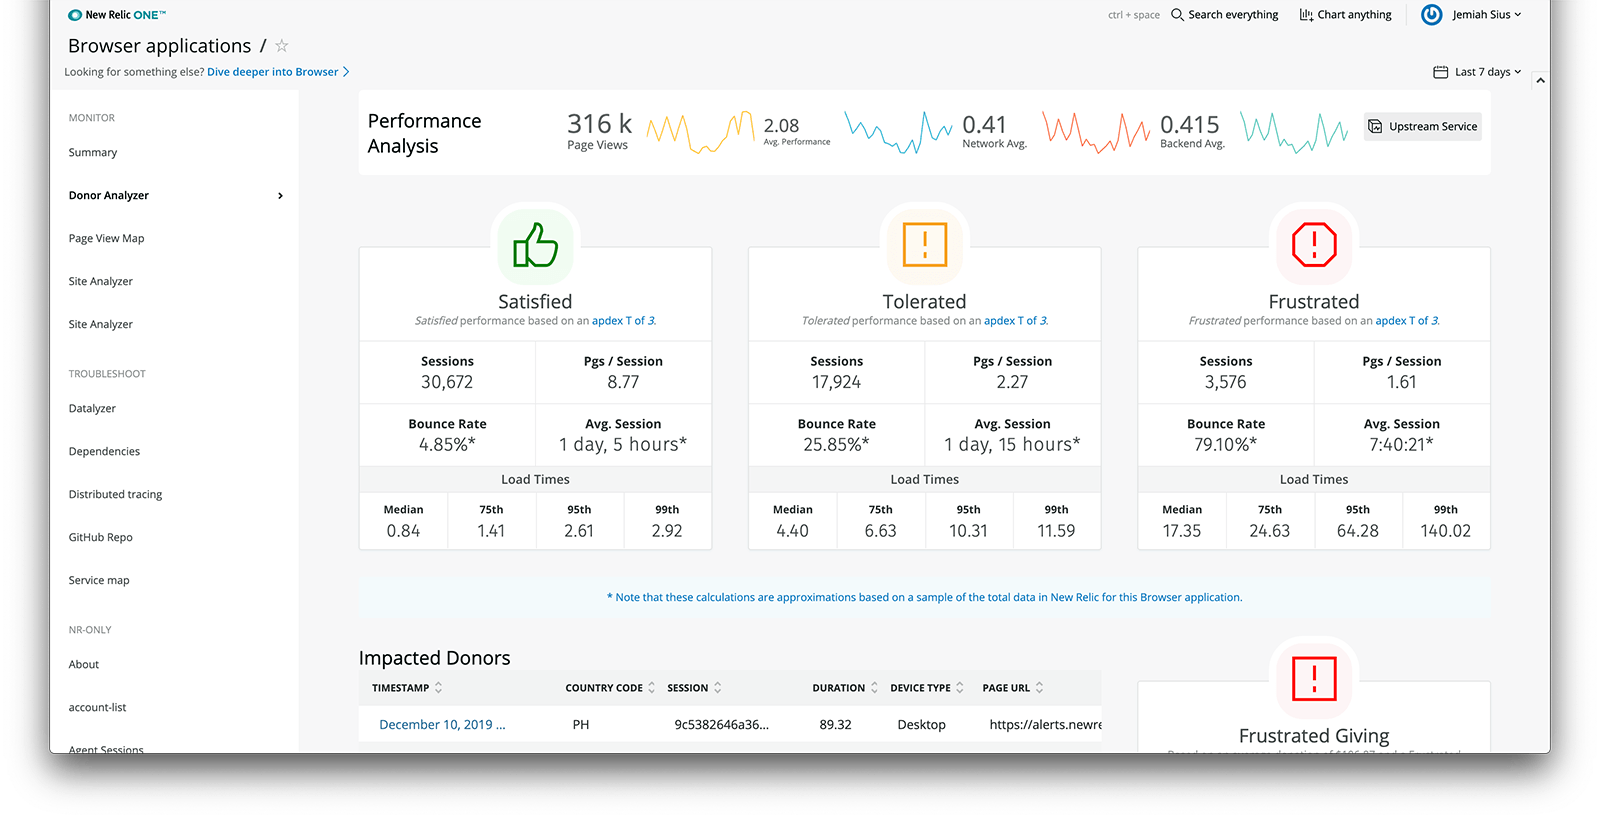 New Relic ONE™
ctrl + space Search everything Chart anything Jemiah Sius
Browser applications /
Looking for something else? Dive deeper into Browser
Last 7 days
MONITOR
Summary
Donor Analyzer
Page View Map
Site Analyzer
Site Analyzer
TROUBLESHOOT
Datalyzer
Dependencies
Distributed tracing
GitHub Repo
Service map
NR-ONLY
About
account-list
Agent Sessions
Performance
Analysis
316 k
Page Views
2.08
Avg. Performance
0.41
Network Avg.
0.415
Backend Avg.
Upstream Service
Satisfied
Satisfied performance based on an apdex T of 3.
Sessions Pgs / Session
30,672 8.77
Bounce Rate Avg. Session
4.85%* 1 day, 5 hours*
Load Times
Median 75th 95th 99th
0.84 1.41 2.61 2.92
Tolerated
Tolerated performance based on an apdex T of 3.
Sessions Pgs / Session
17,924 2.27
Bounce Rate Avg. Session
25.85%* 1 day, 15 hours*
Load Times
Median 75th 95th 99th
4.40 6.63 10.31 11.59
Frustrated
Frustrated performance based on an apdex T of 3.
Sessions Pgs / Session
3,576 1.61
Bounce Rate Avg. Session
79.10%* 7:40:21*
Load Times
Median 75th 95th 99th
17.35 24.63 64.28 140.02
* Note that these calculations are approximations based on a sample of the total data in New Relic for this Browser application.
Impacted Donors
TIMESTAMP COUNTRY CODE SESSION DURATION DEVICE TYPE PAGE URL
December 10, 2019 ... PH 9c5382646a36... 89.32 Desktop https://alerts.newre
Frustrated Giving